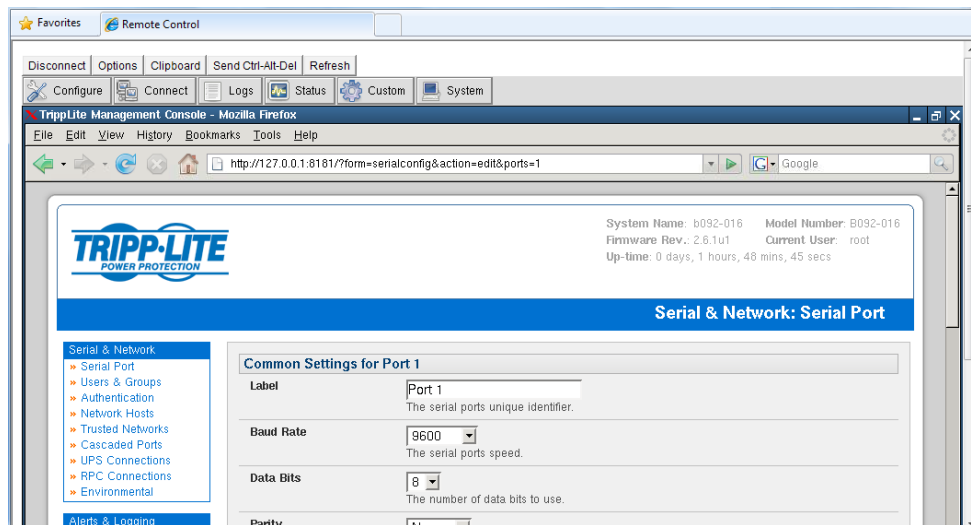 Favorites
Remote Control
Disconnect Options Clipboard Send Ctrl-Alt-Del Refresh
Configure Connect Logs Status Custom System
TrippLite Management Console - Mozilla Firefox
File Edit View History Bookmarks Tools Help
http://127.0.0.1:8181/?form=serialconfig&action=edit&ports=1
G Google
TRIPP·LITE
POWER PROTECTION
System Name: b092-016 Model Number: B092-016
Firmware Rev.: 2.6.1u1 Current User: root
Up-time: 0 days, 1 hours, 48 mins, 45 secs
Serial & Network: Serial Port
Serial & Network
» Serial Port
» Users & Groups
» Authentication
» Network Hosts
» Trusted Networks
» Cascaded Ports
» UPS Connections
» RPC Connections
» Environmental
Alerts & Logging
Common Settings for Port 1
Label
Port 1
The serial ports unique identifier.
Baud Rate
9600
The serial ports speed.
Data Bits
8
The number of data bits to use.
Parity